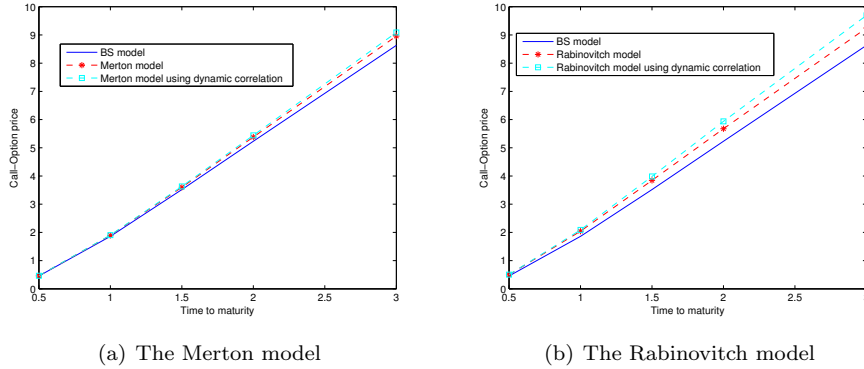 10
9
8
7
6
5
4
3
2
1
0
0.5 1 1.5 2 2.5 3
Call−Option price
Time to maturity
BS model
Merton model
Merton model using dynamic correlation
(a) The Merton model
10
9
8
7
6
5
4
3
2
1
0
0.5 1 1.5 2 2.5
Call−Option price
Time to maturity
BS model
Rabinovitch model
Rabinovitch model using dynamic correlation
(b) The Rabinovitch model